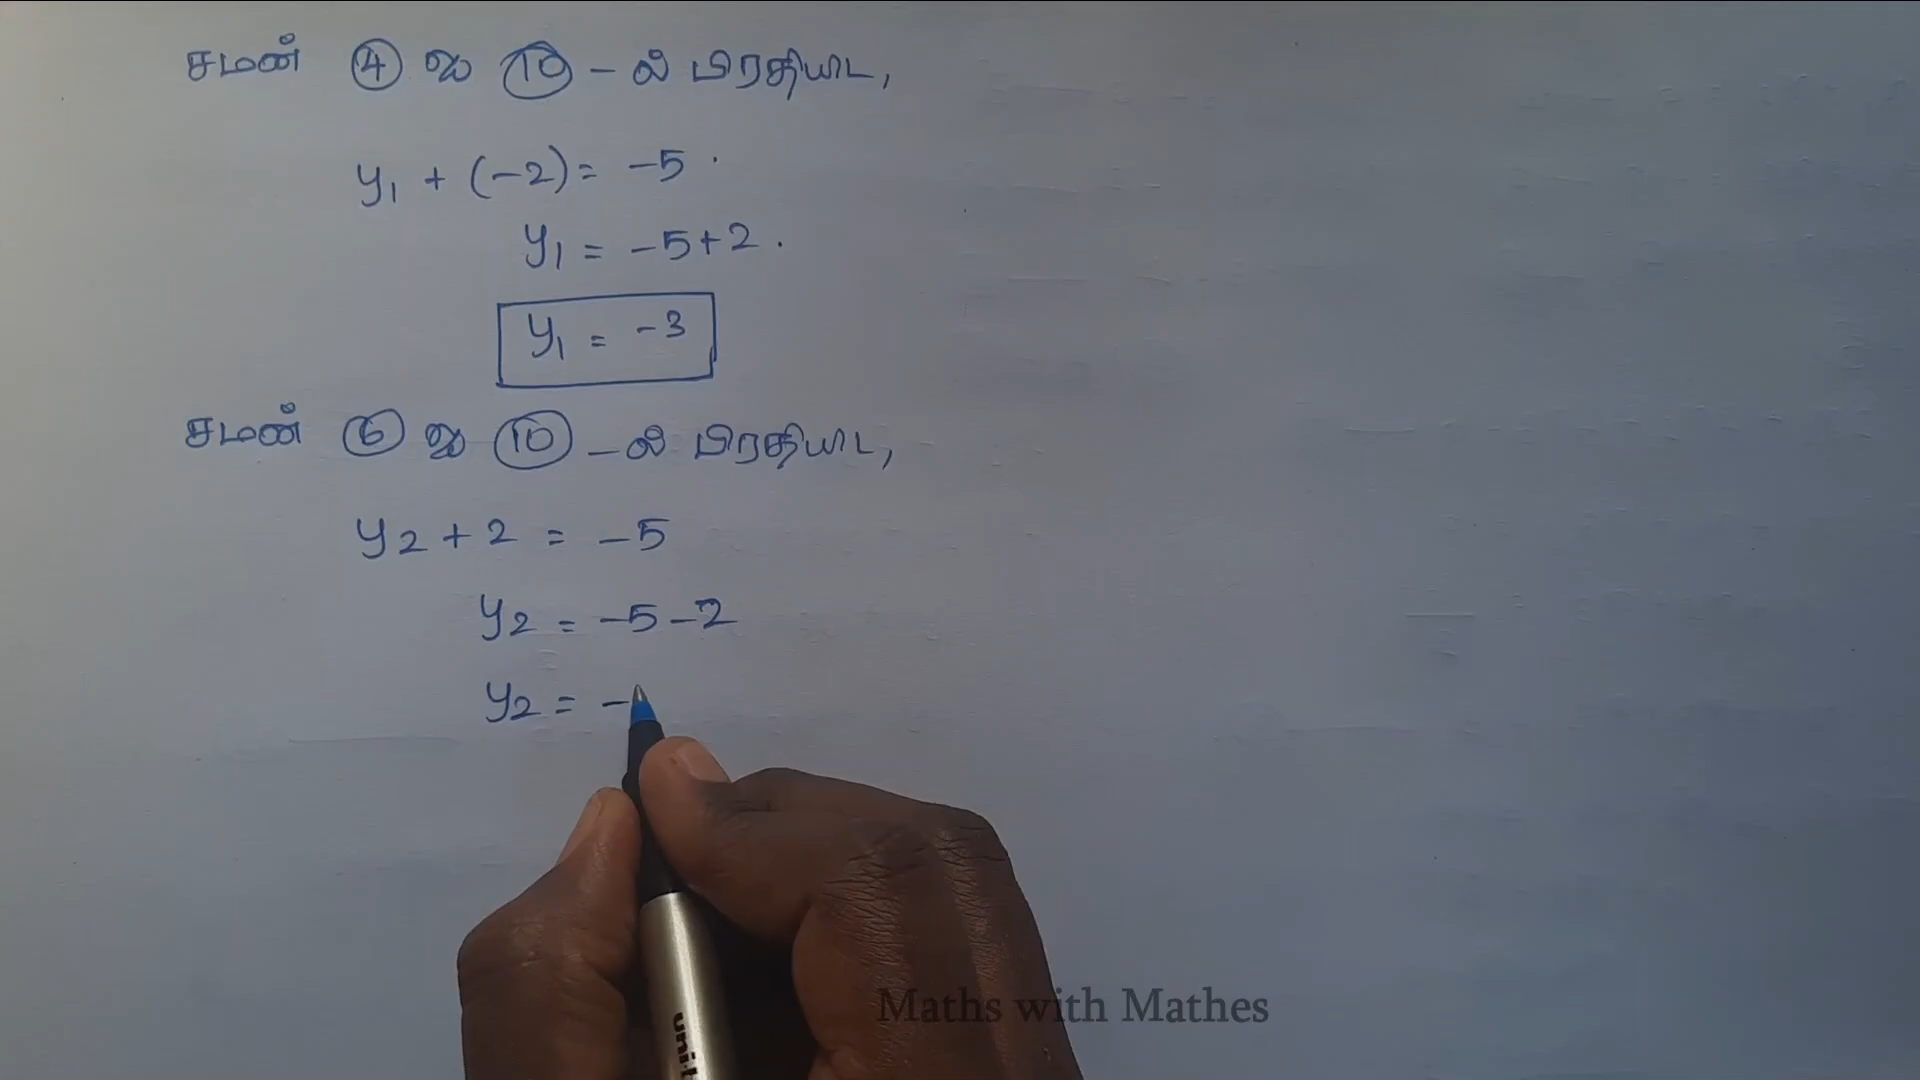 சமன் ④ ஐ ⑩ - ல் பிரதியிட,
y₁ + (-2) = -5
y₁ = -5+2.
y₁ = -3
சமன் ⑥ ஐ ⑩ - ல் பிரதியிட,
y₂ + 2 = -5
y₂ = -5-2
y₂ = -
uni
Maths with Mathes